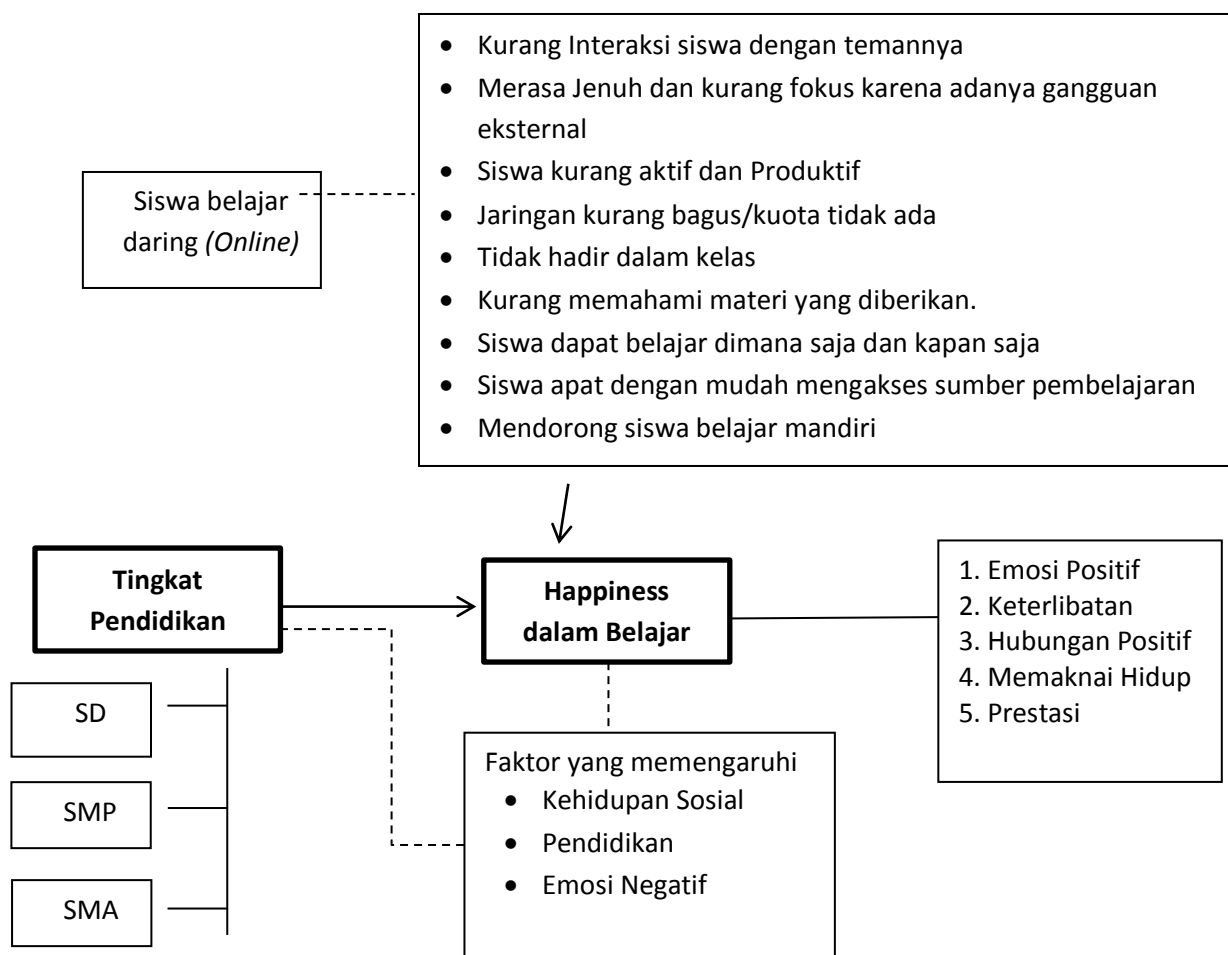 • Kurang Interaksi siswa dengan temannya
• Merasa Jenuh dan kurang fokus karena adanya gangguan
eksternal
• Siswa kurang aktif dan Produktif
• Jaringan kurang bagus/kuota tidak ada
• Tidak hadir dalam kelas
• Kurang memahami materi yang diberikan.
• Siswa dapat belajar dimana saja dan kapan saja
• Siswa apat dengan mudah mengakses sumber pembelajaran
• Mendorong siswa belajar mandiri
Siswa belajar
daring (Online)
Tingkat
Pendidikan
Happiness
dalam Belajar
1. Emosi Positif
2. Keterlibatan
3. Hubungan Positif
4. Memaknai Hidup
5. Prestasi
SD
SMP
SMA
Faktor yang memengaruhi
• Kehidupan Sosial
• Pendidikan
• Emosi Negatif